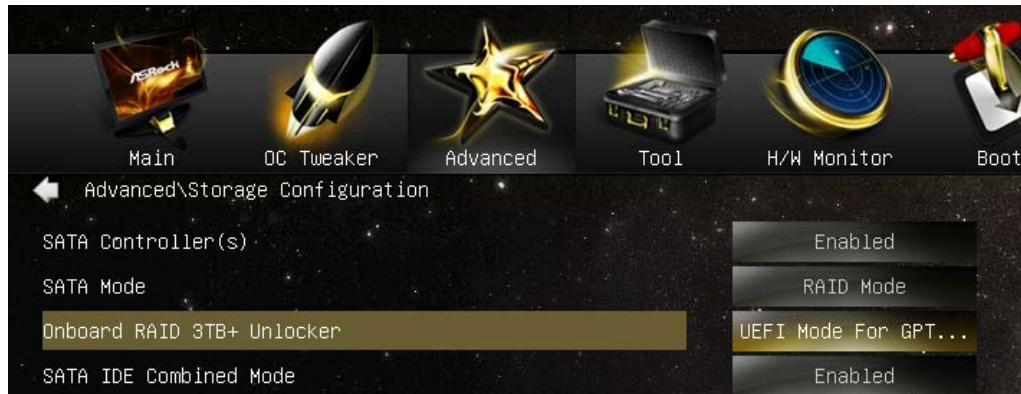 ASRock
Main OC Tweaker Advanced Tool H/W Monitor Boot
Advanced\Storage Configuration
SATA Controller(s) Enabled
SATA Mode RAID Mode
Onboard RAID 3TB+ Unlocker UEFI Mode For GPT...
SATA IDE Combined Mode Enabled